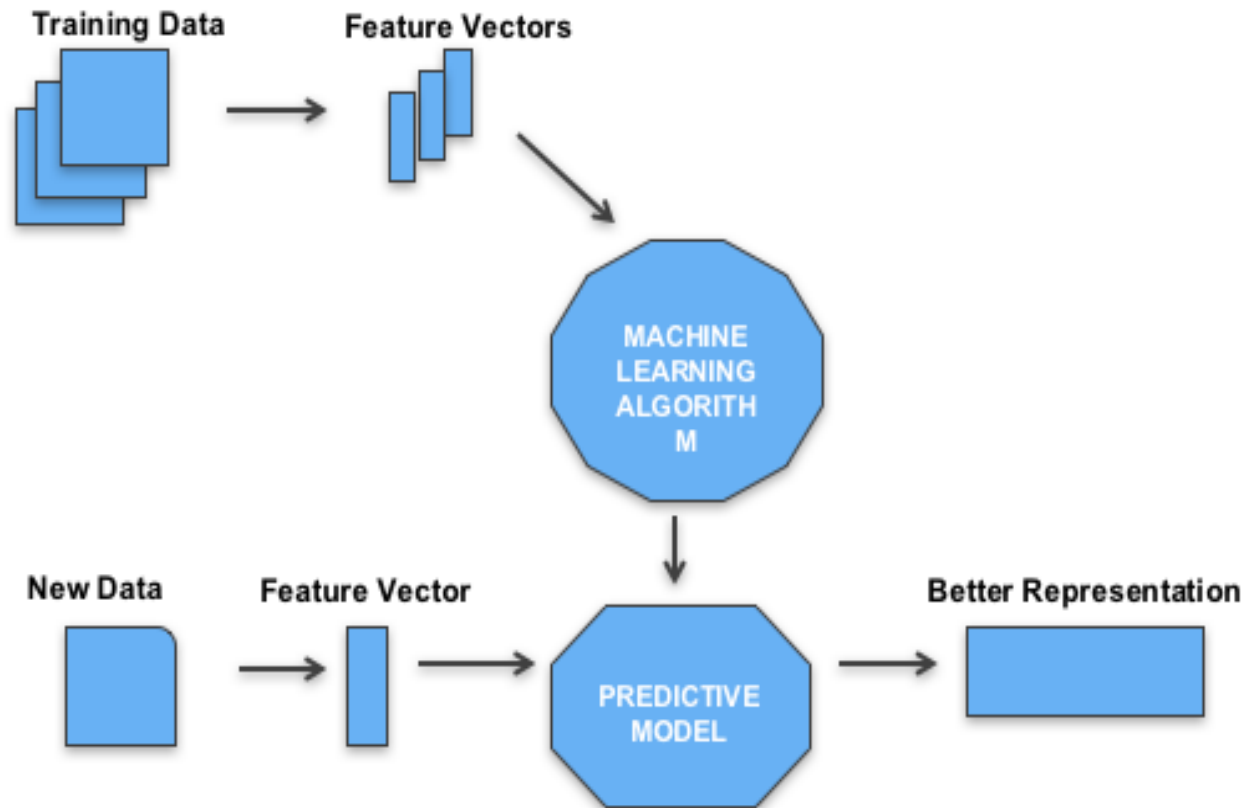 Training Data
Feature Vectors
MACHINE
LEARNING
ALGORITH
M
New Data
Feature Vector
Better Representation
PREDICTIVE
MODEL